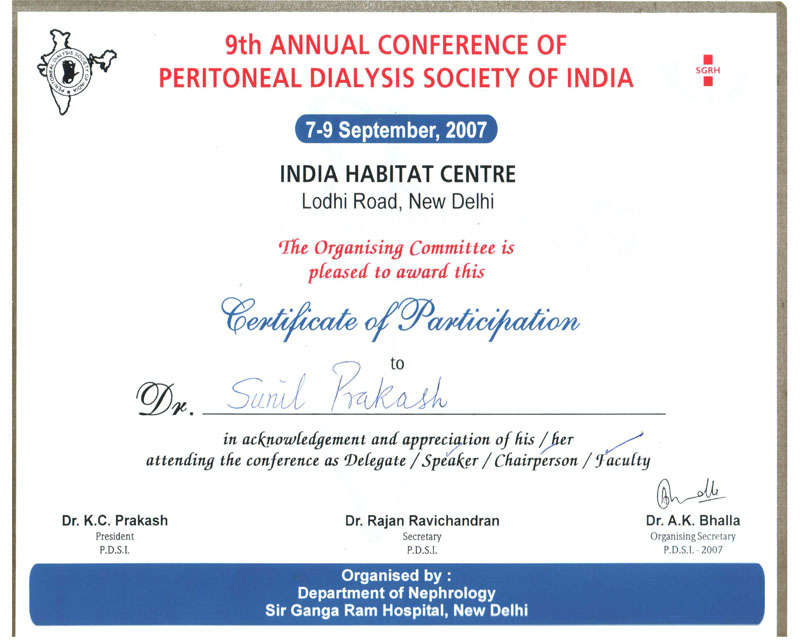 9th ANNUAL CONFERENCE OF
PERITONEAL DIALYSIS SOCIETY OF INDIA
PERITONEAL DIALYSIS SOCIETY OF INDIA
SGRH
7-9 September, 2007
INDIA HABITAT CENTRE
Lodhi Road, New Delhi
The Organising Committee is
pleased to award this
Certificate of Participation
to
Dr. Sunil Prakash
in acknowledgement and appreciation of his / her
attending the conference as Delegate / Speaker / Chairperson / Faculty
Dr. K.C. Prakash
President
P.D.S.I.
Dr. Rajan Ravichandran
Secretary
P.D.S.I.
Dr. A.K. Bhalla
Organising Secretary
P.D.S.I. - 2007
Organised by :
Department of Nephrology
Sir Ganga Ram Hospital, New Delhi